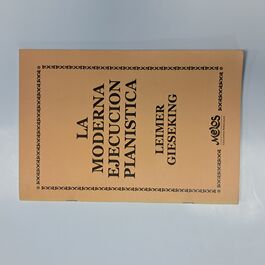 LA
MODERNA
EJECUCION
PIANISTICA
LEIMER
GIESEKING
Melos